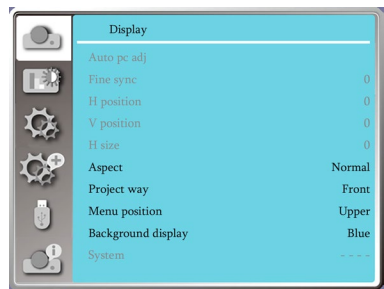 Display
Auto pc adj
Fine sync 0
H position 0
V position 0
H size 0
Aspect Normal
Project way Front
Menu position Upper
Background display Blue
System - - - -